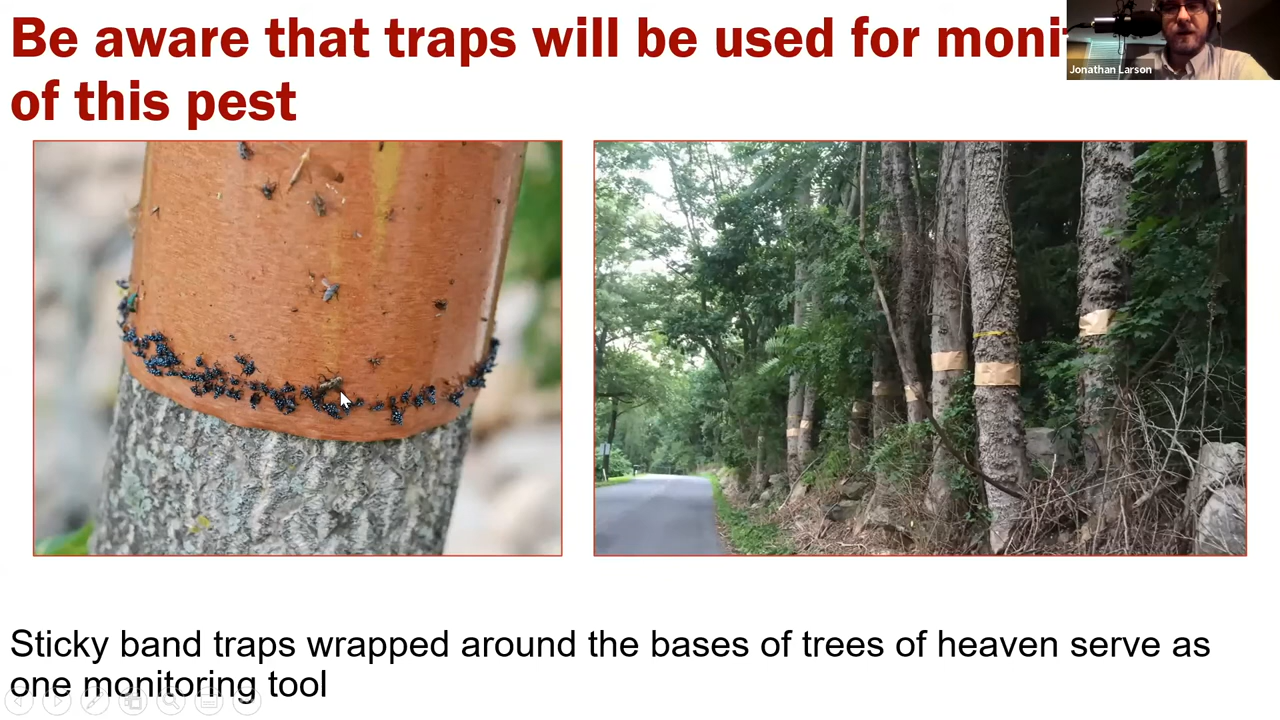 Be aware that traps will be used for
of this pest
Jonathan Larson
Sticky band traps wrapped around the bases of trees of heaven serve as
one monitoring tool